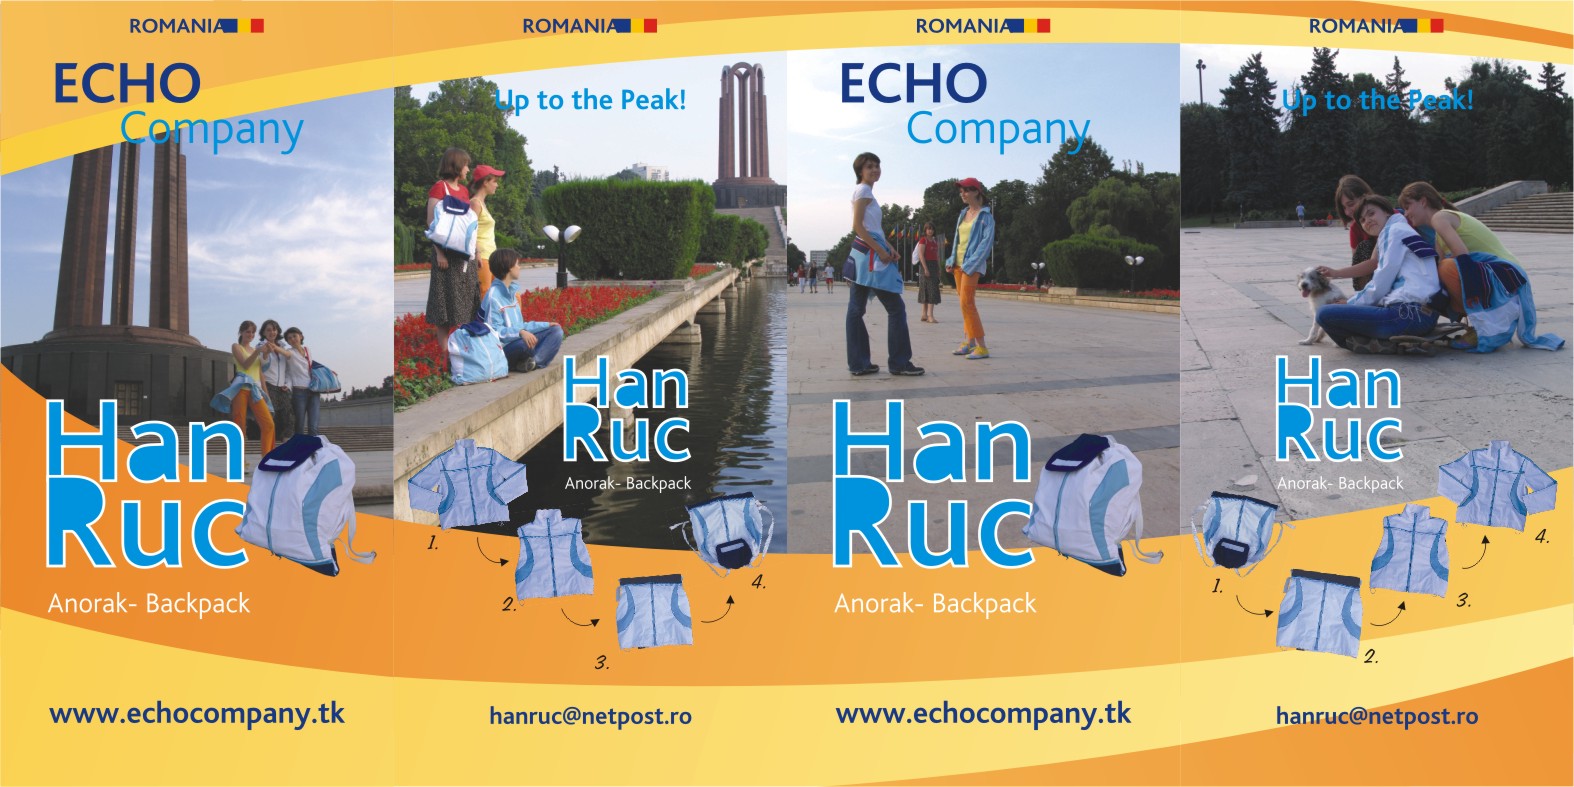 ROMANIA
ECHO
Company
Han
Ruc
Anorak- Backpack
www.echocompany.tk
ROMANIA
Up to the Peak!
Han
Ruc
Anorak- Backpack
1.
2.
3.
4.
hanruc@netpost.ro
ROMANIA
ECHO
Company
Han
Ruc
Anorak- Backpack
www.echocompany.tk
ROMANIA
Up to the Peak!
Han
Ruc
Anorak- Backpack
1.
2.
3.
4.
hanruc@netpost.ro